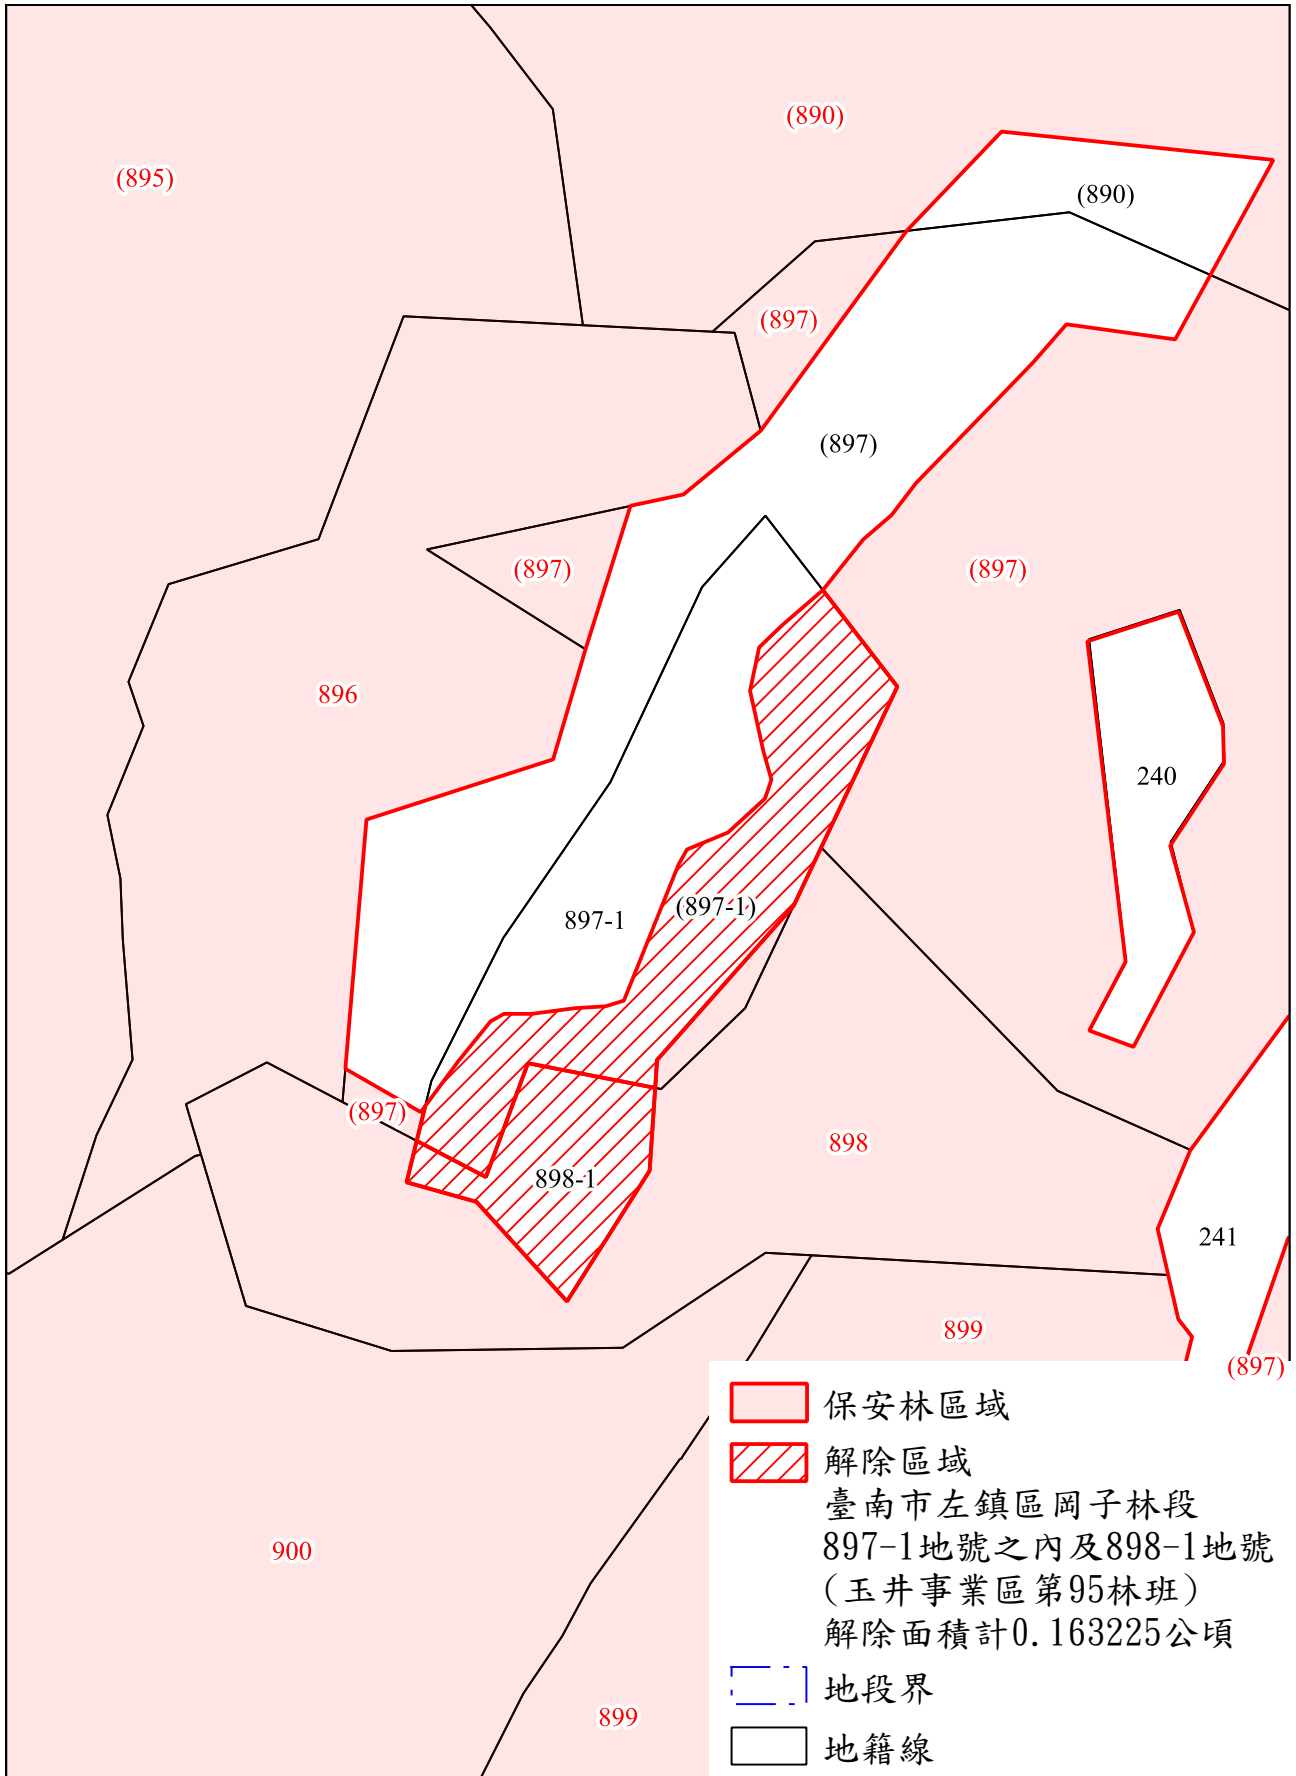 (890)
(895)
(890)
(897)
(897)
(897)
(897)
896
240
897-1
(897-1)
(897)
898
898-1
241
899
(897)
900
899
保安林區域
解除區域
臺南市左鎮區岡子林段
897-1地號之內及898-1地號
(玉井事業區第95林班)
解除面積計0.163225公頃
地段界
地籍線